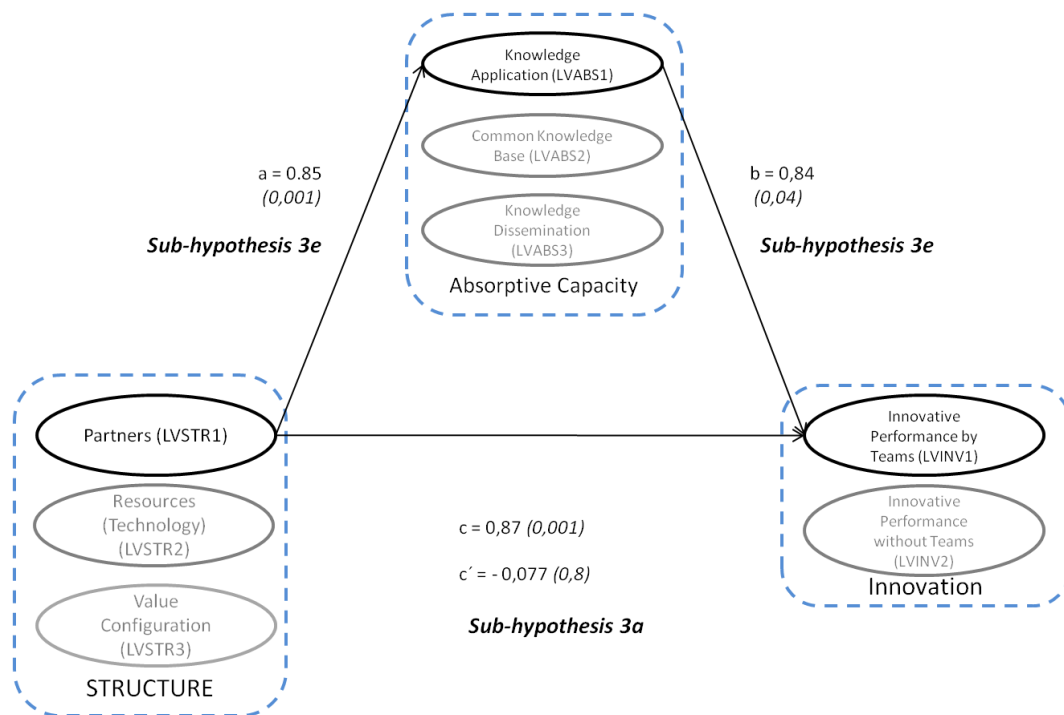 Knowledge
Application (LVABS1)
Common Knowledge
Base (LVABS2)
Knowledge
Dissemination
(LVABS3)
Absorptive Capacity
a = 0.85
(0,001)
Sub-hypothesis 3e
b = 0,84
(0,04)
Sub-hypothesis 3e
Partners (LVSTR1)
Resources
(Technology)
(LVSTR2)
Value
Configuration
(LVSTR3)
STRUCTURE
c = 0,87 (0,001)
c´ = - 0,077 (0,8)
Sub-hypothesis 3a
Innovative
Performance by
Teams (LVINV1)
Innovative
Performance
without Teams
(LVINV2)
Innovation